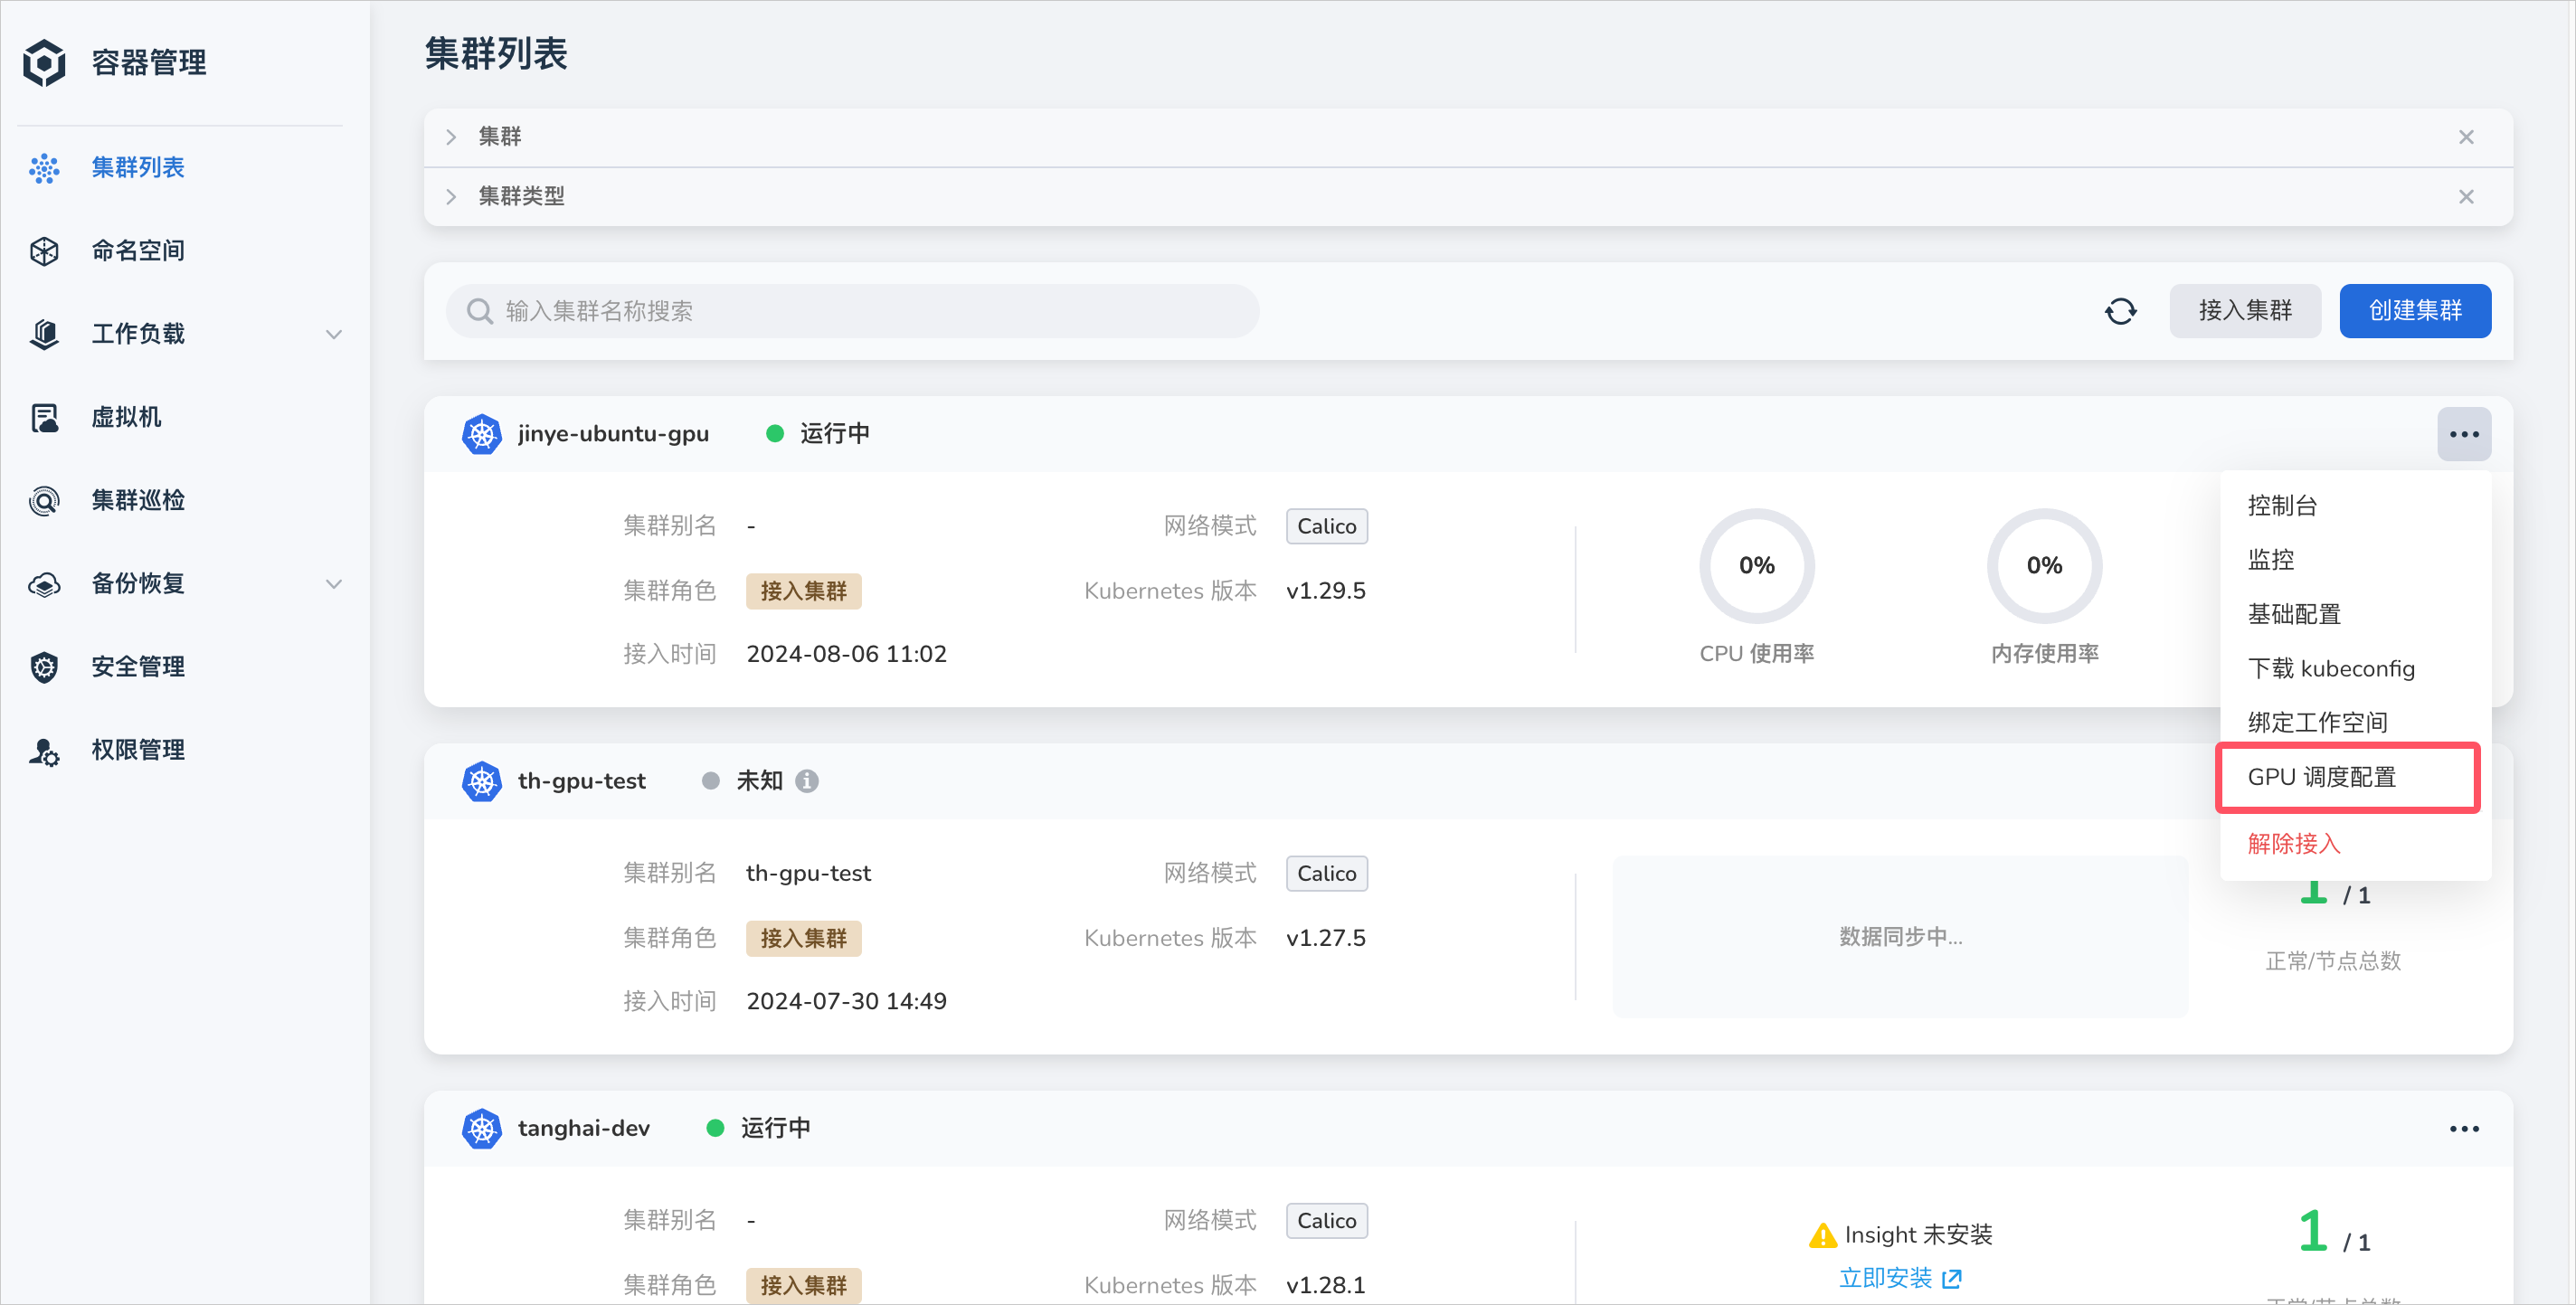 容器管理
集群列表
命名空间
工作负载
虚拟机
集群巡检
备份恢复
安全管理
权限管理
集群列表
集群
集群类型
输入集群名称搜索
接入集群
创建集群
jinye-ubuntu-gpu
运行中
集群别名 -
网络模式 Calico
集群角色 接入集群
Kubernetes 版本 v1.29.5
接入时间 2024-08-06 11:02
0%
CPU 使用率
0%
内存使用率
控制台
监控
基础配置
下载 kubeconfig
绑定工作空间
GPU 调度配置
解除接入
th-gpu-test
未知
集群别名 th-gpu-test
网络模式 Calico
集群角色 接入集群
Kubernetes 版本 v1.27.5
接入时间 2024-07-30 14:49
数据同步中...
1 / 1
正常/节点总数
tanghai-dev
运行中
集群别名 -
网络模式 Calico
集群角色 接入集群
Kubernetes 版本 v1.28.1
Insight 未安装
立即安装
1 / 1